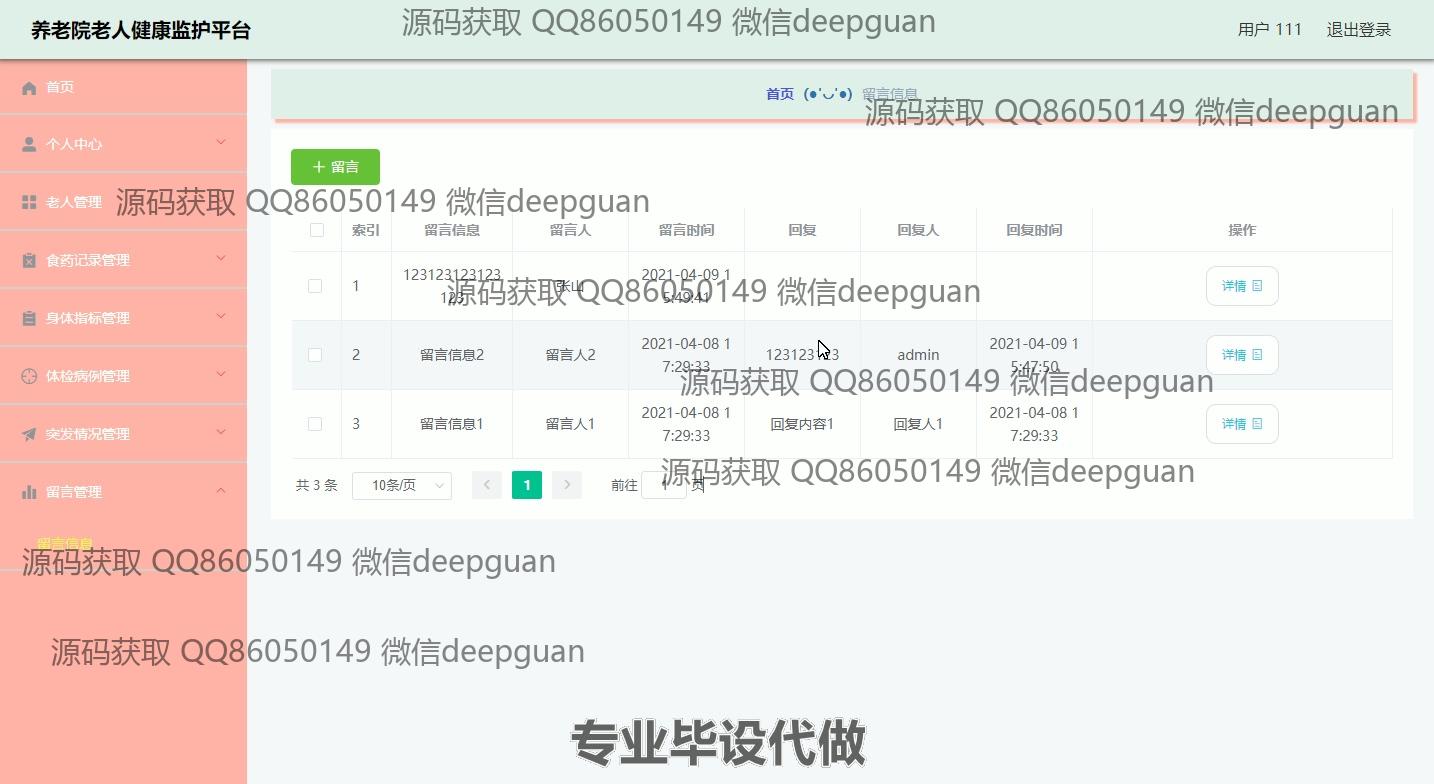 养老院老人健康监护平台
源码获取 QQ86050149 微信deepguan
用户 111 退出登录
首页
首页 (●'◡'●) 留言信息
源码获取 QQ86050149 微信deepguan
个人中心
+ 留言
老人管理
源码获取 QQ86050149 微信deepguan
索引 留言信息 留言人 留言时间 回复 回复人 回复时间 操作
食药记录管理
1 123123123123 张山 2021-04-09 1 详情
123 5:49:41
源码获取 QQ86050149 微信deepguan
身体指标管理
2 留言信息2 留言人2 2021-04-08 1 123123123 admin 2021-04-09 1 详情
7:29:33 5:47:50
体检病例管理
源码获取 QQ86050149 微信deepguan
3 留言信息1 留言人1 2021-04-08 1 回复内容1 回复人1 2021-04-08 1 详情
7:29:33 7:29:33
突发情况管理
源码获取 QQ86050149 微信deepguan
共 3 条 10条/页 1 前往 1 页
留言管理
留言信息
源码获取 QQ86050149 微信deepguan
源码获取 QQ86050149 微信deepguan
专业毕设代做